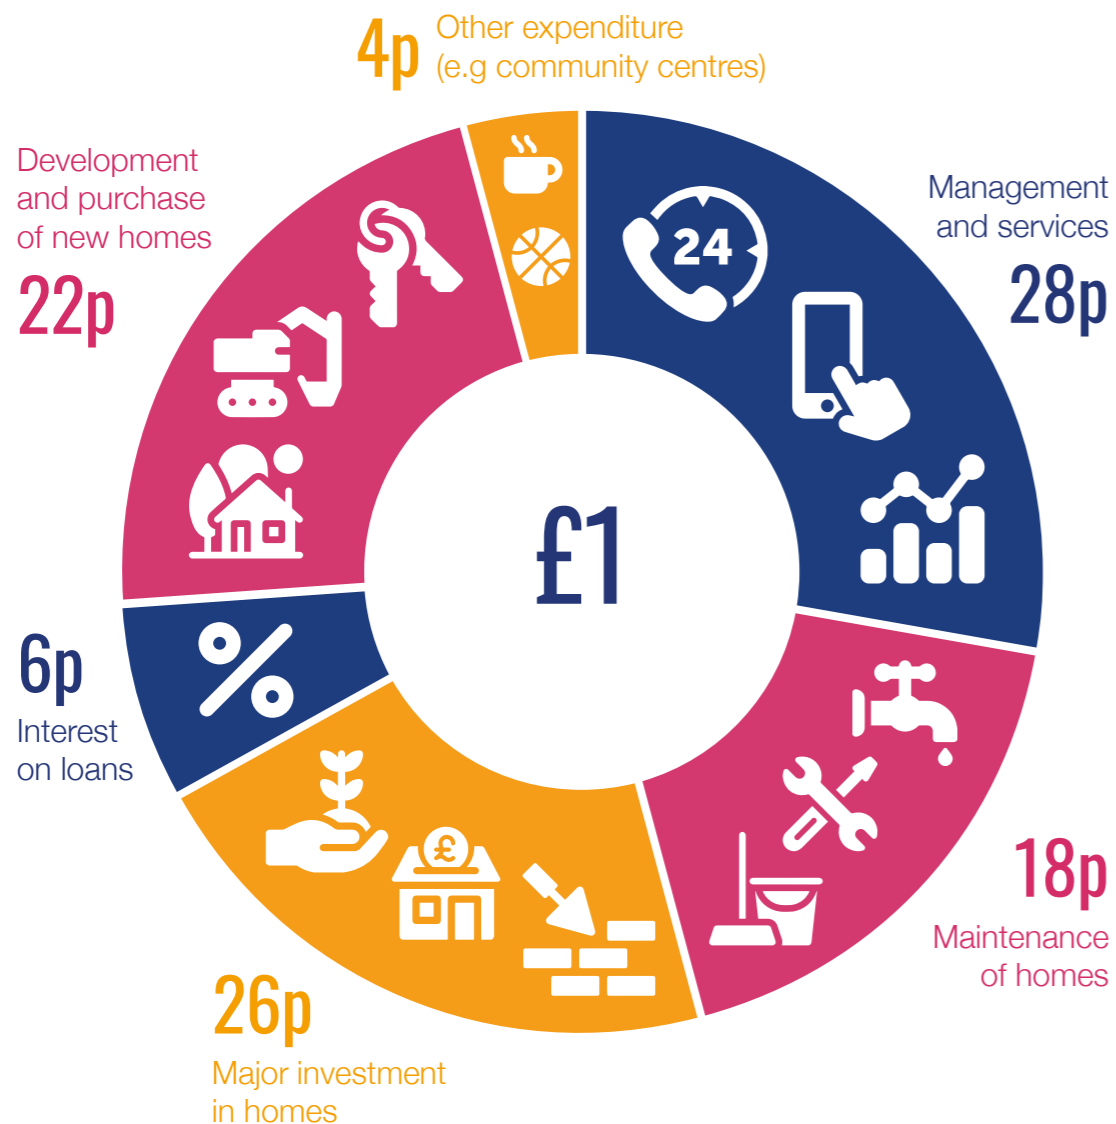 4p
Other expenditure
(e.g community centres)
Management
and services
28p
24
18p
Maintenance
of homes
£
26p
Major investment
in homes
6p
Interest
on loans
Development
and purchase
of new homes
22p
£1